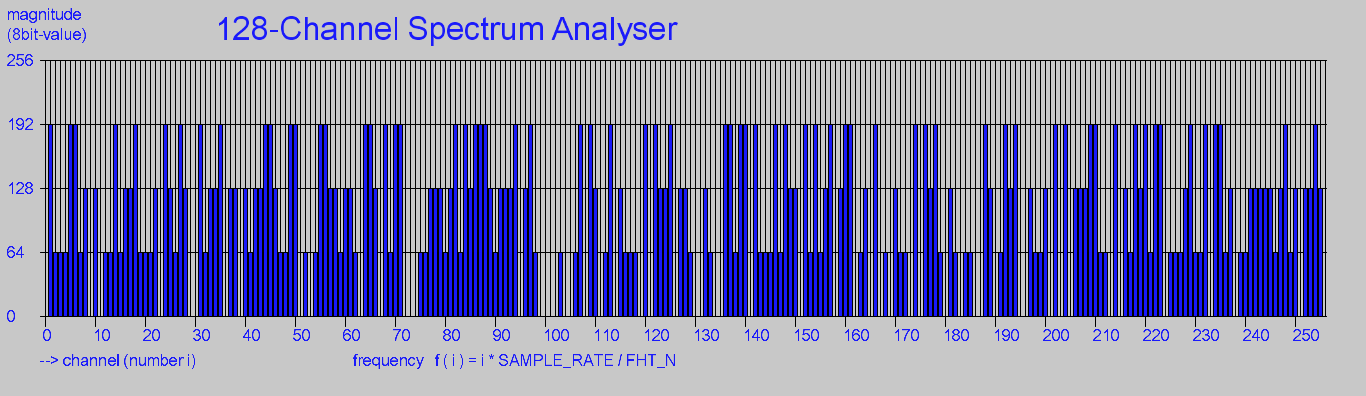 magnitude
(8bit-value)
128-Channel Spectrum Analyser
256
192
128
64
0
0 10 20 30 40 50 60 70 80 90 100 110 120 130 140 150 160 170 180 190 200 210 220 230 240 250
--> channel (number i) frequency f ( i ) = i * SAMPLE_RATE / FHT_N